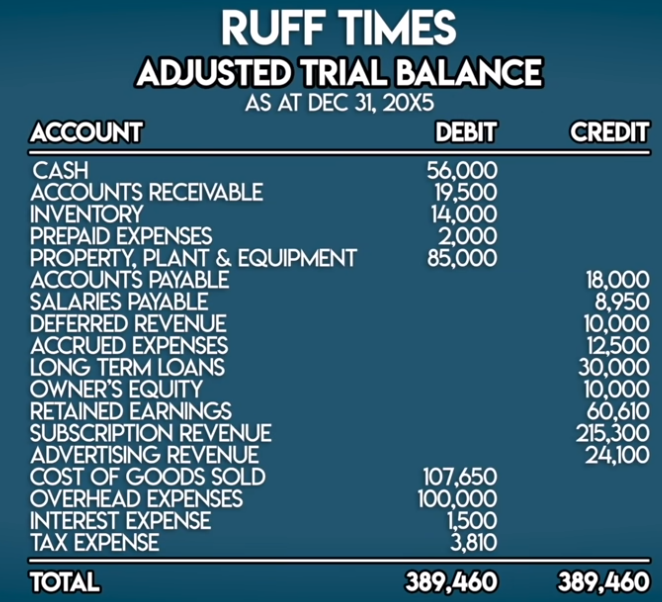 RUFF TIMES
ADJUSTED TRIAL BALANCE
AS AT DEC 31, 20X5
ACCOUNT DEBIT CREDIT
CASH 56,000
ACCOUNTS RECEIVABLE 19,500
INVENTORY 14,000
PREPAID EXPENSES 2,000
PROPERTY, PLANT & EQUIPMENT 85,000
ACCOUNTS PAYABLE 18,000
SALARIES PAYABLE 8,950
DEFERRED REVENUE 10,000
ACCRUED EXPENSES 12,500
LONG TERM LOANS 30,000
OWNER'S EQUITY 10,000
RETAINED EARNINGS 60,610
SUBSCRIPTION REVENUE 215,300
ADVERTISING REVENUE 24,100
COST OF GOODS SOLD 107,650
OVERHEAD EXPENSES 100,000
INTEREST EXPENSE 1,500
TAX EXPENSE 3,810
TOTAL 389,460 389,460